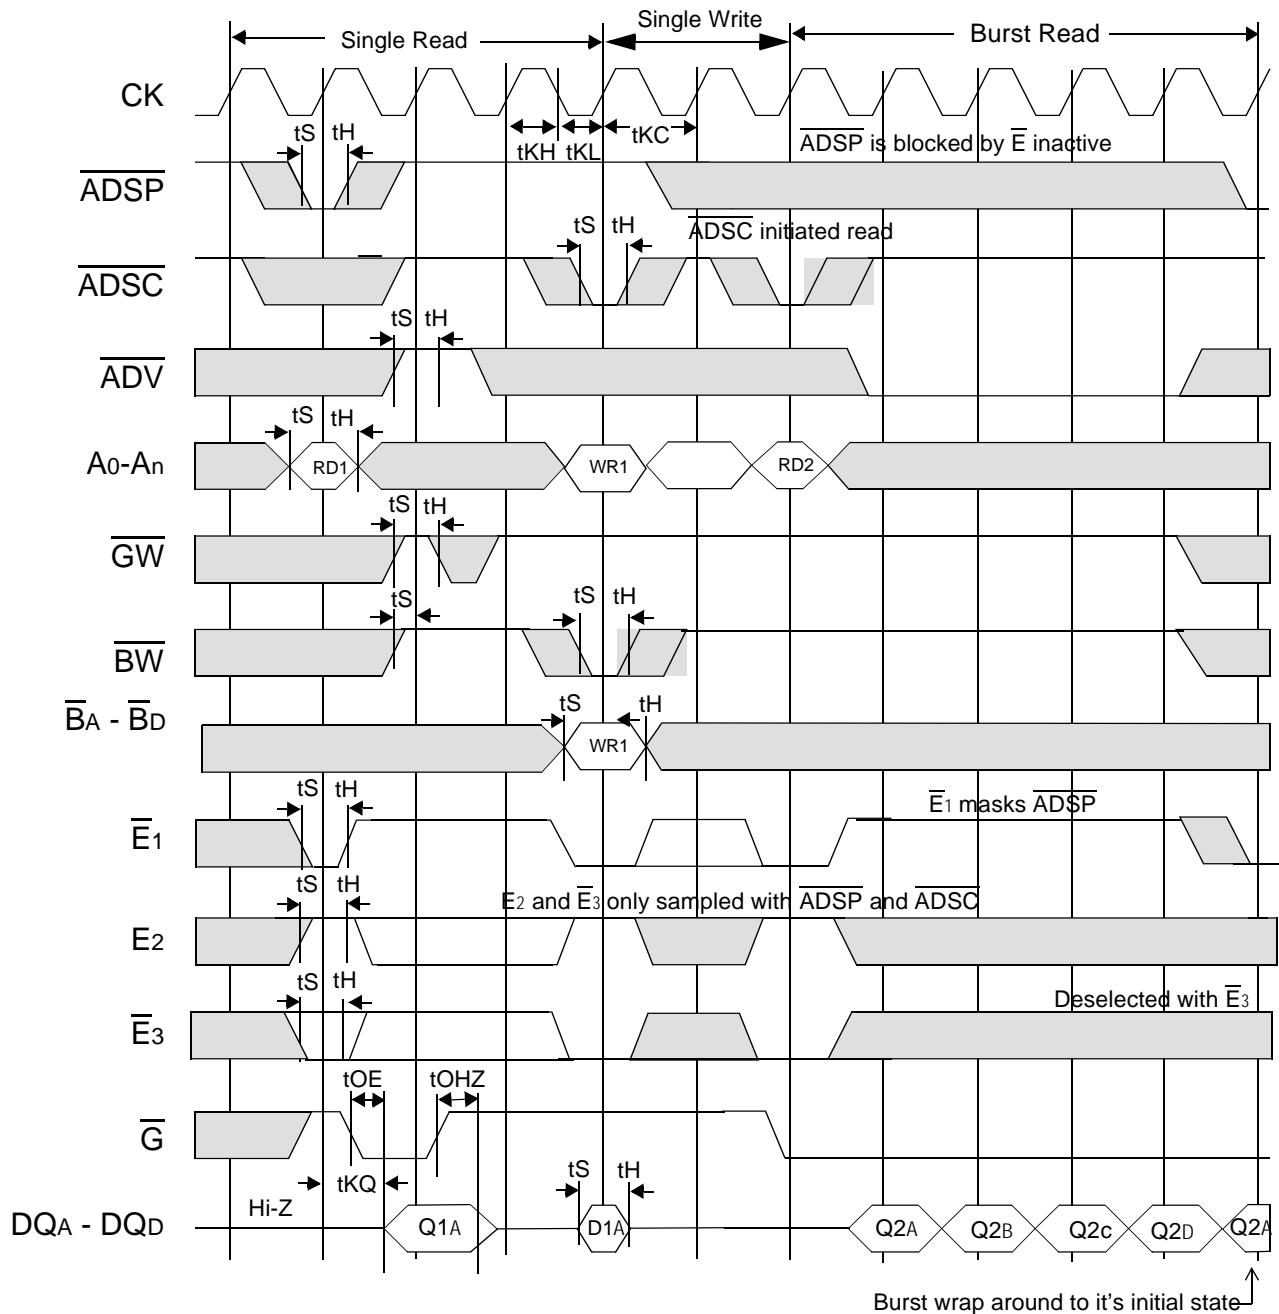 Single Read
Single Write
Burst Read
CK
tS tH
tKH tKL tKC
ADSP is blocked by E inactive
ADSP
tS tH
ADSC initiated read
ADSC
tS tH
ADV
tS tH
A0-An
RD1
WR1
RD2
tS tH
GW
tS
tS tH
BW
BA - BD
tS tH
WR1
tS tH
E1 masks ADSP
E1
tS tH
E2 and E3 only sampled with ADSP and ADSC
E2
tS tH
Deselected with E3
E3
tOE tOHZ
G
tKQ
tS tH
Hi-Z
DQA - DQD
Q1A
D1A
Q2A
Q2B
Q2c
Q2D
Q2A
Burst wrap around to it's initial state